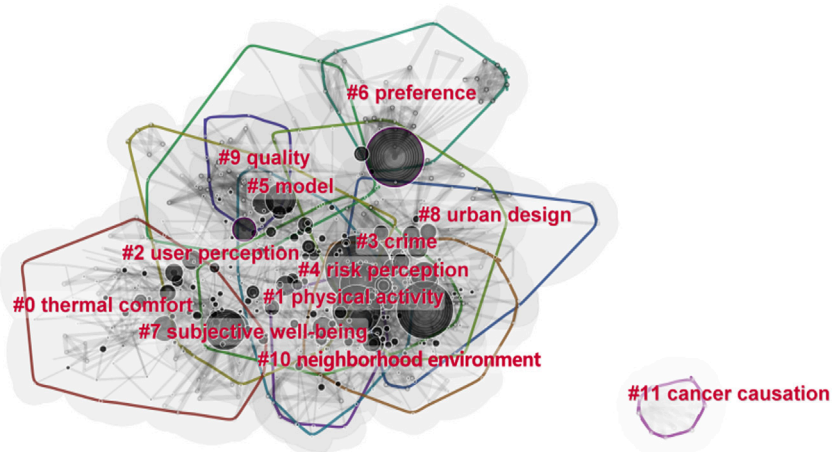 #6 preference
#9 quality
#5 model
#8 urban design
#3 crime
#2 user perception
#4 risk perception
#1 physical activity
#0 thermal comfort
#7 subjective well-being
#10 neighborhood environment
#11 cancer causation